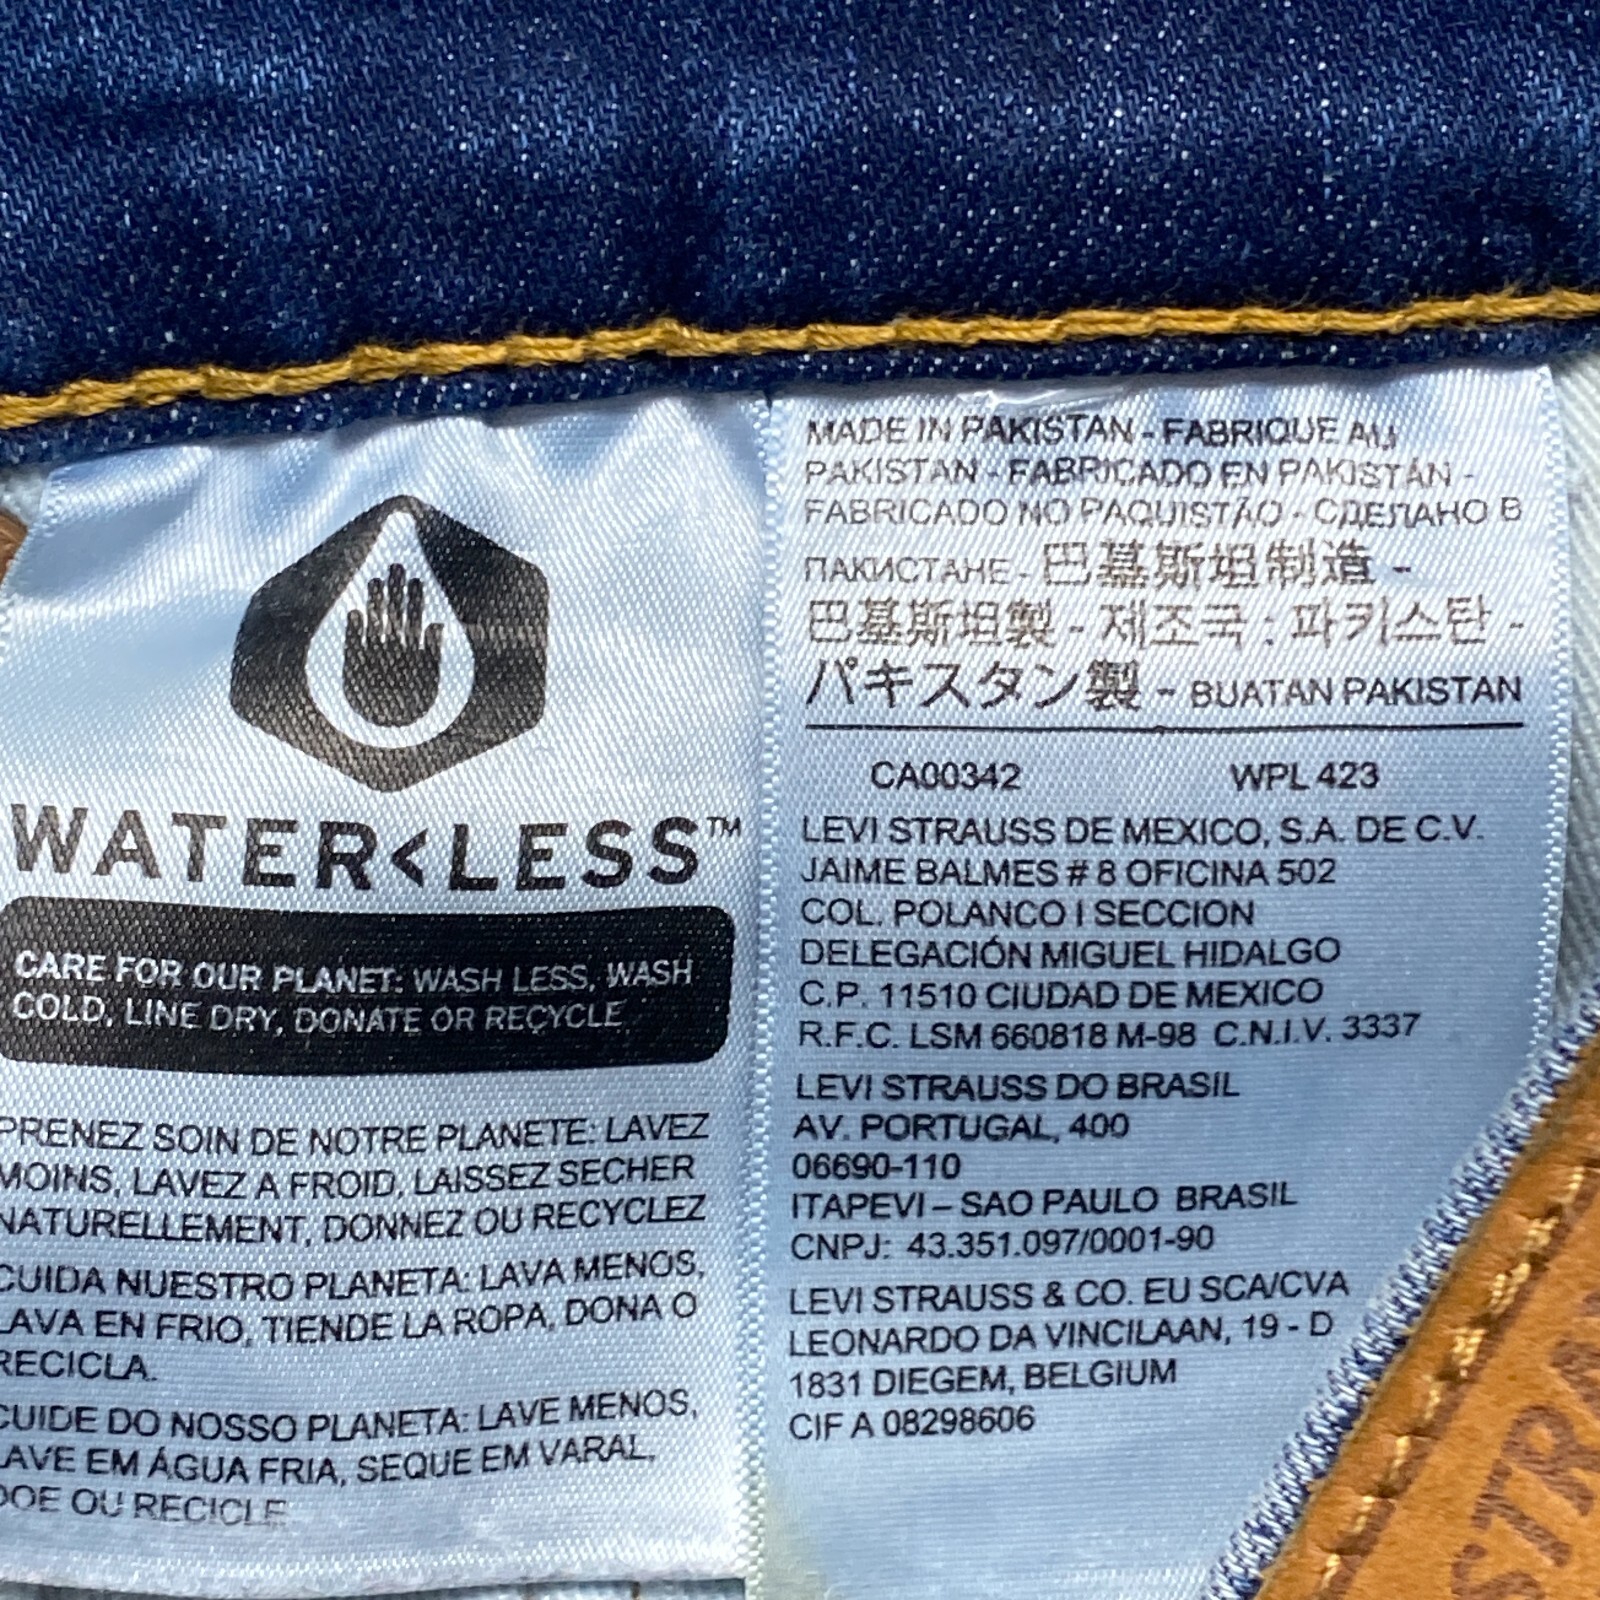 WATER<LESS™
CARE FOR OUR PLANET: WASH LESS, WASH
COLD, LINE DRY, DONATE OR RECYCLE
PRENEZ SOIN DE NOTRE PLANETE: LAVEZ
MOINS, LAVEZ A FROID, LAISSEZ SECHER
NATURELLEMENT, DONNEZ OU RECYCLEZ
CUIDA NUESTRO PLANETA: LAVA MENOS,
LAVA EN FRIO, TIENDE LA ROPA, DONA O
RECICLA.
CUIDE DO NOSSO PLANETA: LAVE MENOS,
LAVE EM ÁGUA FRIA, SEQUE EM VARAL,
DOE OU RECICLE
MADE IN PAKISTAN - FABRIQUE AU
PAKISTAN - FABRICADO EN PAKISTÁN -
FABRICADO NO PAQUISTÃO - СДЕЛАНО В
ПАКИСТАНЕ - 巴基斯坦制造 -
巴基斯坦製 - 제조국 : 파키스탄 -
パキスタン製 - BUATAN PAKISTAN
CA00342 WPL 423
LEVI STRAUSS DE MEXICO, S.A. DE C.V.
JAIME BALMES # 8 OFICINA 502
COL. POLANCO I SECCION
DELEGACIÓN MIGUEL HIDALGO
C.P. 11510 CIUDAD DE MEXICO
R.F.C. LSM 660818 M-98 C.N.I.V. 3337
LEVI STRAUSS DO BRASIL
AV. PORTUGAL, 400
06690-110
ITAPEVI – SAO PAULO BRASIL
CNPJ: 43.351.097/0001-90
LEVI STRAUSS & CO. EU SCA/CVA
LEONARDO DA VINCILAAN, 19 - D
1831 DIEGEM, BELGIUM
CIF A 08298606
STRA